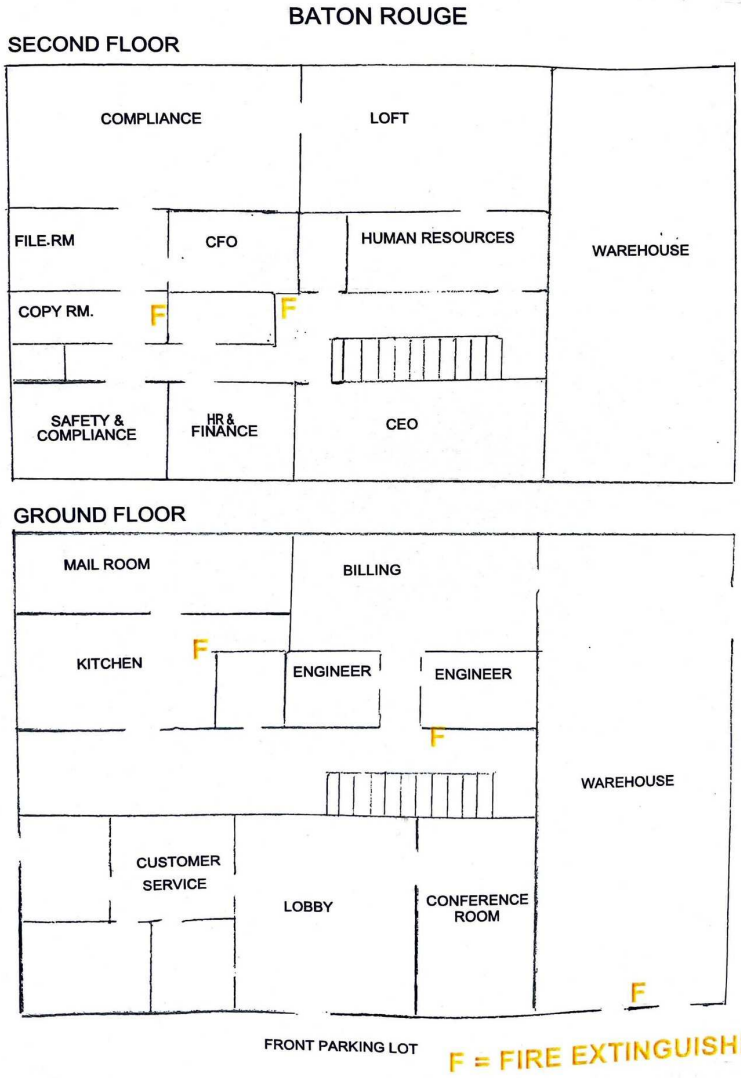 BATON ROUGE
SECOND FLOOR
COMPLIANCE
LOFT
FILE.RM
CFO
HUMAN RESOURCES
WAREHOUSE
COPY RM.
F
F
SAFETY &
COMPLIANCE
HR &
FINANCE
CEO
GROUND FLOOR
MAIL ROOM
BILLING
KITCHEN
F
ENGINEER
ENGINEER
F
WAREHOUSE
CUSTOMER
SERVICE
LOBBY
CONFERENCE
ROOM
F
FRONT PARKING LOT
F = FIRE EXTINGUISH